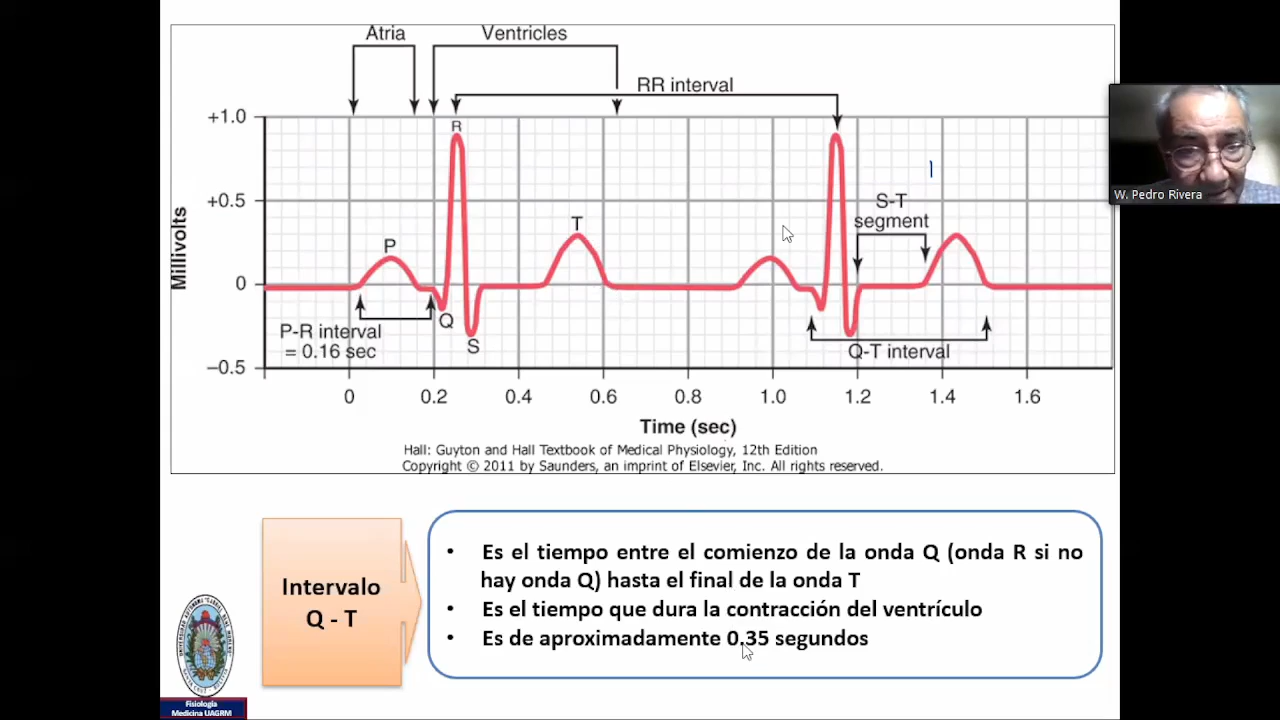 Atria
Ventricles
RR interval
+1.0
R
+0.5
S-T
segment
T
P
Millivolts
0
Q
P-R interval
= 0.16 sec
S
Q-T interval
−0.5
0 0.2 0.4 0.6 0.8 1.0 1.2 1.4 1.6
Time (sec)
Hall: Guyton and Hall Textbook of Medical Physiology, 12th Edition
Copyright © 2011 by Saunders, an imprint of Elsevier, Inc. All rights reserved.
W. Pedro Rivera
Intervalo
Q - T
• Es el tiempo entre el comienzo de la onda Q (onda R si no
hay onda Q) hasta el final de la onda T
• Es el tiempo que dura la contracción del ventrículo
• Es de aproximadamente 0.35 segundos
Fisiología
Medicina UAGRM